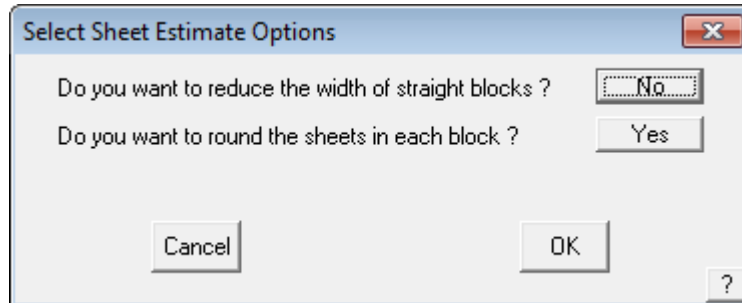 Select Sheet Estimate Options
Do you want to reduce the width of straight blocks ? No
Do you want to round the sheets in each block ? Yes
Cancel OK
?